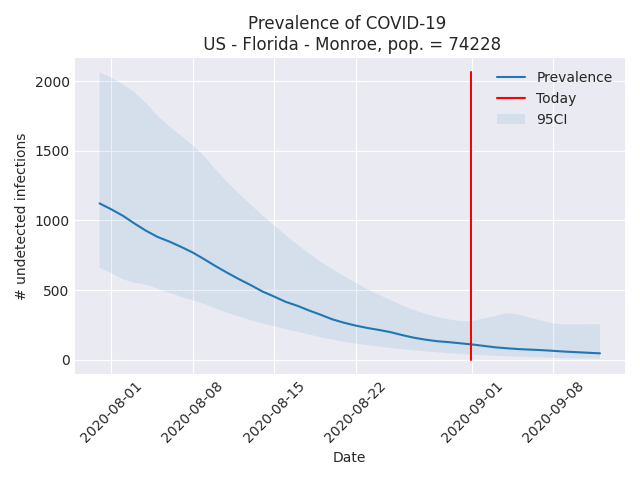 Prevalence of COVID-19
US - Florida - Monroe, pop. = 74228
Prevalence
Today
95CI
# undetected infections
2000
1500
1000
500
0
2020-08-01
2020-08-08
2020-08-15
2020-08-22
2020-09-01
2020-09-08
Date